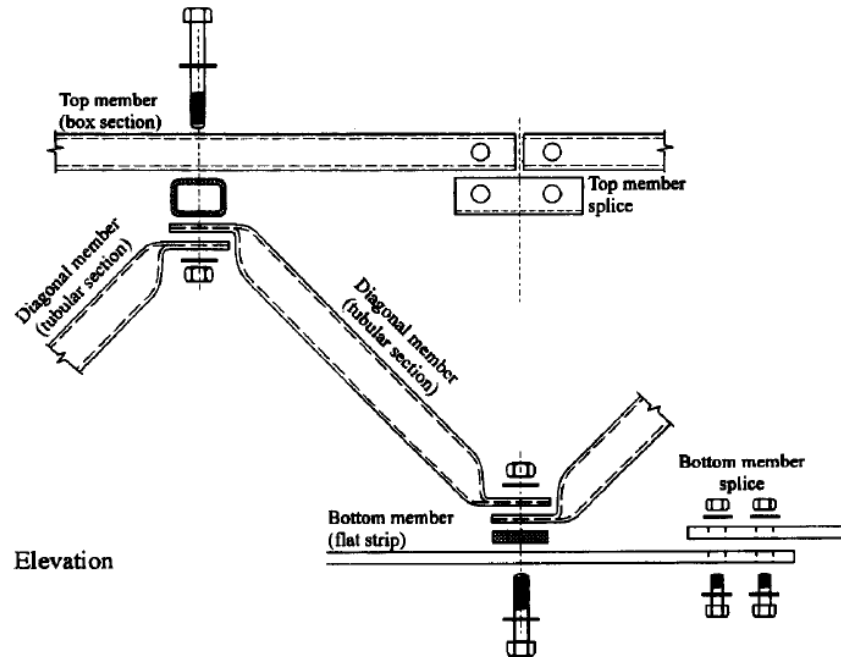 Top member
(box section)
Top member
splice
Diagonal member
(tubular section)
Diagonal member
(tubular section)
Bottom member
splice
Bottom member
(flat strip)
Elevation